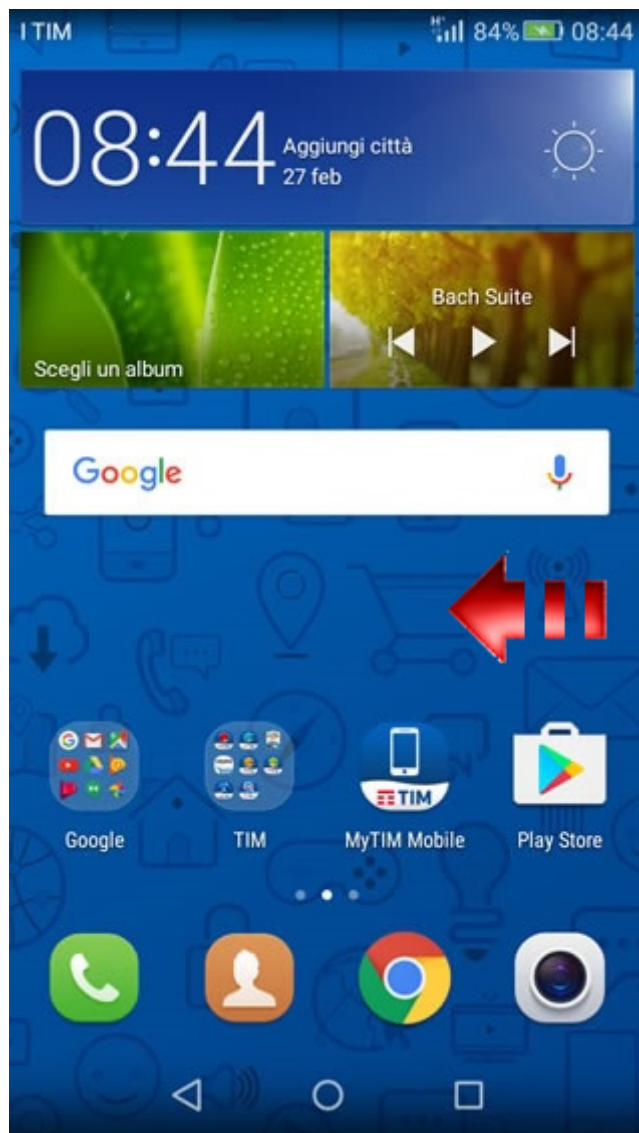 I TIM
H+ 84% 08:44
08:44
Aggiungi città
27 feb
Scegli un album
Bach Suite
Google
TIM
Google
TIM
MyTIM Mobile
Play Store